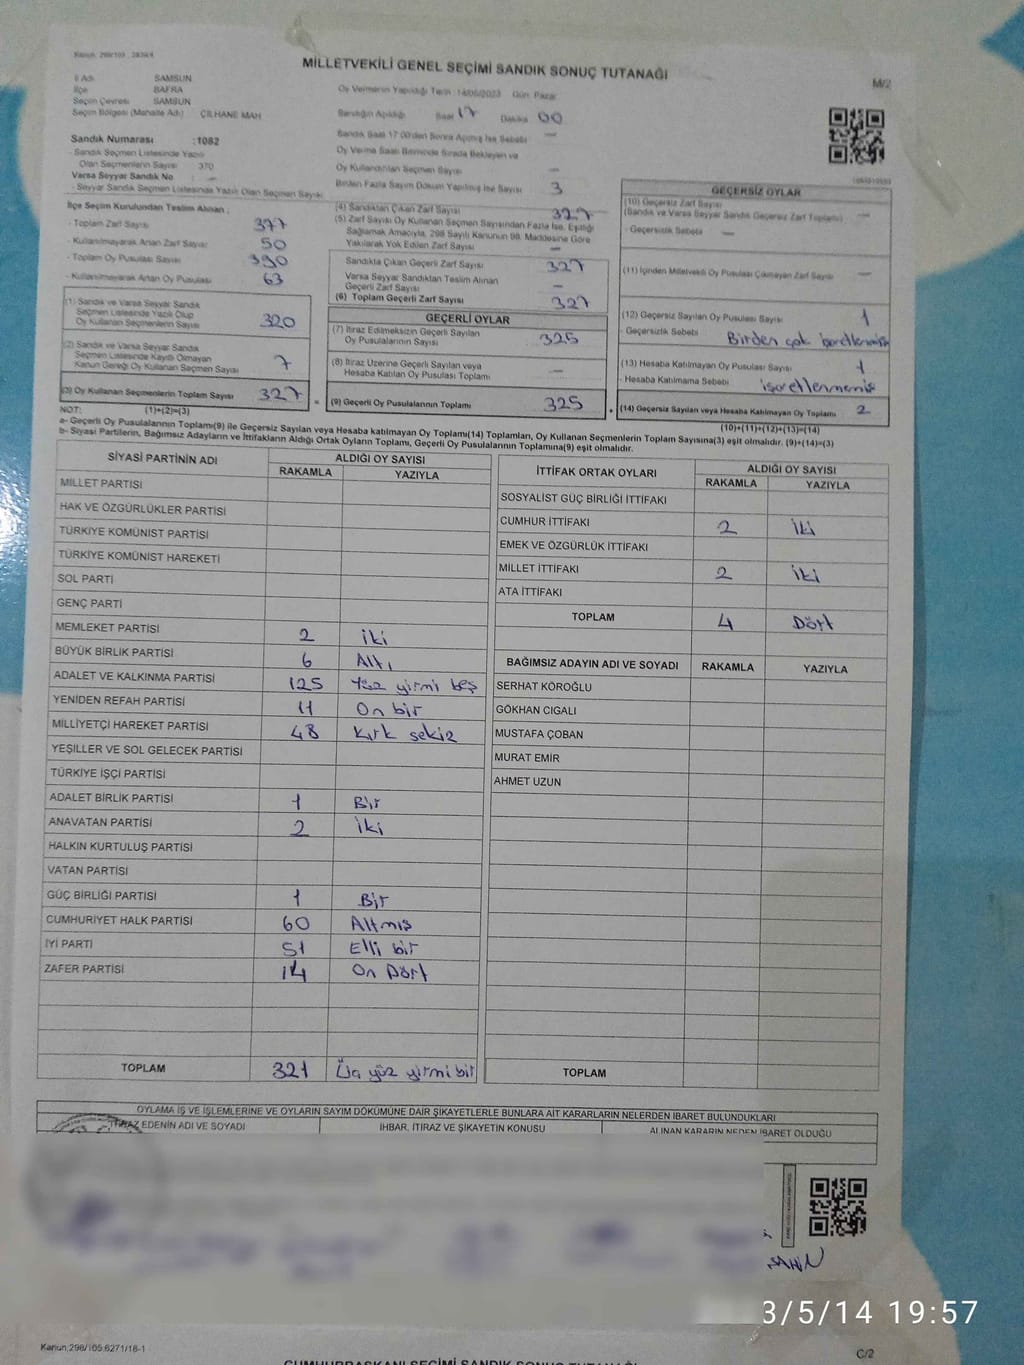 MİLLETVEKİLİ GENEL SEÇİMİ SANDIK SONUÇ TUTANAĞI
M/2
İl Adı SAMSUN
İlçe BAFRA
Seçim Çevresi SAMSUN
Seçim Bölgesi (Mahalle Adı) CİLHANE MAH
Oy Vermenin Yapıldığı Tarih :14/05/2023 Gün: Pazar
Sandığın Açıldığı Saat 17 Dakika 00
Sandık Saat 17:00'den Sonra Açılmış İse Sebebi —
Oy Verme Saati Bitiminde Sırada Bekleyen ve
Oy Kullandırılan Seçmen Sayısı —
Birden Fazla Sayım Döküm Yapılmış İse Sayısı 3
Sandık Numarası :1082
- Sandık Seçmen Listesinde Yazılı
Olan Seçmenlerin Sayısı 370
Varsa Seyyar Sandık No —
- Seyyar Sandık Seçmen Listesinde Yazılı Olan Seçmen Sayısı
İlçe Seçim Kurulundan Teslim Alınan ;
- Toplam Zarf Sayısı 377
- Kullanılmayarak Artan Zarf Sayısı 50
- Toplam Oy Pusulası Sayısı 390
- Kullanılmayarak Artan Oy Pusulası 63
(1) Sandık ve Varsa Seyyar Sandık
Seçmen Listesinde Yazılı Olup
Oy Kullanan Seçmenlerin Sayısı 320
(2) Sandık ve Varsa Seyyar Sandık
Seçmen Listesinde Kayıtlı Olmayan
Kanun Gereği Oy Kullanan Seçmen Sayısı 7
(3) Oy Kullanan Seçmenlerin Toplam Sayısı 327
(4) Sandıktan Çıkan Zarf Sayısı 327
(5) Zarf Sayısı Oy Kullanan Seçmen Sayısından Fazla İse, Eşitliği
Sağlamak Amacıyla, 298 Sayılı Kanunun 98. Maddesine Göre
Yakılarak Yok Edilen Zarf Sayısı —
Sandıkta Çıkan Geçerli Zarf Sayısı 327
Varsa Seyyar Sandıktan Teslim Alınan
Geçerli Zarf Sayısı —
(6) Toplam Geçerli Zarf Sayısı 327
GEÇERLİ OYLAR
(7) İtiraz Edilmeksizin Geçerli Sayılan
Oy Pusulalarının Sayısı 325
(8) İtiraz Üzerine Geçerli Sayılan veya
Hesaba Katılan Oy Pusulası Toplamı —
= (9) Geçerli Oy Pusulalarının Toplamı 325
GEÇERSİZ OYLAR
(10) Geçersiz Zarf Sayısı
(Sandık ve Varsa Seyyar Sandık Geçersiz Zarf Toplamı) —
- Geçersizlik Sebebi —
(11) İçinden Milletvekili Oy Pusulası Çıkmayan Zarf Sayısı —
(12) Geçersiz Sayılan Oy Pusulası Sayısı 1
- Geçersizlik Sebebi Birden çok işaretlenmiş
(13) Hesaba Katılmayan Oy Pusulası Sayısı 1
- Hesaba Katılmama Sebebi işaretlenmemiş
+ (14) Geçersiz Sayılan veya Hesaba Katılmayan Oy Toplamı 2
NOT: (1)+(2)=(3)
(10)+(11)+(12)+(13)=(14)
a- Geçerli Oy Pusulalarının Toplamı(9) ile Geçersiz Sayılan veya Hesaba katılmayan Oy Toplamı(14) Toplamları, Oy Kullanan Seçmenlerin Toplam Sayısına(3) eşit olmalıdır. (9)+(14)=(3)
b- Siyasi Partilerin, Bağımsız Adayların ve İttifakların Aldığı Ortak Oyların Toplamı, Geçerli Oy Pusulalarının Toplamına(9) eşit olmalıdır.
SİYASİ PARTİNİN ADI ALDIĞI OY SAYISI
RAKAMLA YAZIYLA
MİLLET PARTİSİ
HAK VE ÖZGÜRLÜKLER PARTİSİ
TÜRKİYE KOMÜNİST PARTİSİ
TÜRKİYE KOMÜNİST HAREKETİ
SOL PARTİ
GENÇ PARTİ
MEMLEKET PARTİSİ 2 iki
BÜYÜK BİRLİK PARTİSİ 6 Altı
ADALET VE KALKINMA PARTİSİ 125 Yüz yirmi beş
YENİDEN REFAH PARTİSİ 11 On bir
MİLLİYETÇİ HAREKET PARTİSİ 48 Kırk sekiz
YEŞİLLER VE SOL GELECEK PARTİSİ
TÜRKİYE İŞÇİ PARTİSİ
ADALET BİRLİK PARTİSİ 1 Bir
ANAVATAN PARTİSİ 2 iki
HALKIN KURTULUŞ PARTİSİ
VATAN PARTİSİ
GÜÇ BİRLİĞİ PARTİSİ 1 Bir
CUMHURİYET HALK PARTİSİ 60 Altmış
İYİ PARTİ 51 Elli bir
ZAFER PARTİSİ 14 On Dört
TOPLAM 321 Üç yüz yirmi bir
İTTİFAK ORTAK OYLARI ALDIĞI OY SAYISI
RAKAMLA YAZIYLA
SOSYALİST GÜÇ BİRLİĞİ İTTİFAKI
CUMHUR İTTİFAKI 2 iki
EMEK VE ÖZGÜRLÜK İTTİFAKI
MİLLET İTTİFAKI 2 iki
ATA İTTİFAKI
TOPLAM 4 Dört
BAĞIMSIZ ADAYIN ADI VE SOYADI RAKAMLA YAZIYLA
SERHAT KÖROĞLU
GÖKHAN CIGALI
MUSTAFA ÇOBAN
MURAT EMİR
AHMET UZUN
TOPLAM
OYLAMA İŞ VE İŞLEMLERİNE VE OYLARIN SAYIM DÖKÜMÜNE DAİR ŞİKAYETLERLE BUNLARA AİT KARARLARIN NELERDEN İBARET BULUNDUKLARI
İTİRAZ EDENİN ADI VE SOYADI İHBAR, İTİRAZ VE ŞİKAYETİN KONUSU ALINAN KARARIN NEDEN İBARET OLDUĞU
ŞAHİN
3/5/14 19:57
Kanun:298/105.6271/18-1
C/2
CUMHURBAŞKANI SEÇİMİ SANDIK SONUÇ TUTANAĞI